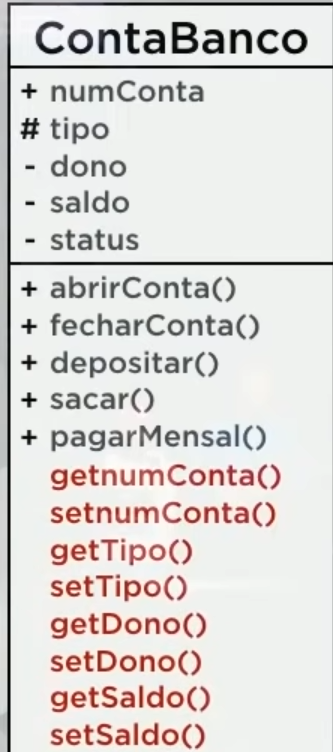 ContaBanco
+ numConta
# tipo
- dono
- saldo
- status
+ abrirConta()
+ fecharConta()
+ depositar()
+ sacar()
+ pagarMensal()
getnumConta()
setnumConta()
getTipo()
setTipo()
getDono()
setDono()
getSaldo()
setSaldo()